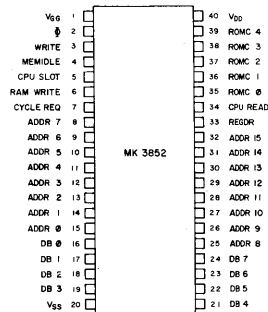 VGG 1 40 VDD
Φ 2 39 ROMC 4
WRITE 3 38 ROMC 3
MEMIDLE 4 37 ROMC 2
CPU SLOT 5 36 ROMC 1
RAM WRITE 6 35 ROMC 0
CYCLE REQ 7 34 CPU READ
ADDR 7 8 33 REGDR
ADDR 6 9 32 ADDR 15
ADDR 5 10 MK 3852 31 ADDR 14
ADDR 4 11 30 ADDR 13
ADDR 3 12 29 ADDR 12
ADDR 2 13 28 ADDR 11
ADDR 1 14 27 ADDR 10
ADDR 0 15 26 ADDR 9
DB 0 16 25 ADDR 8
DB 1 17 24 DB 7
DB 2 18 23 DB 6
DB 3 19 22 DB 5
VSS 20 21 DB 4